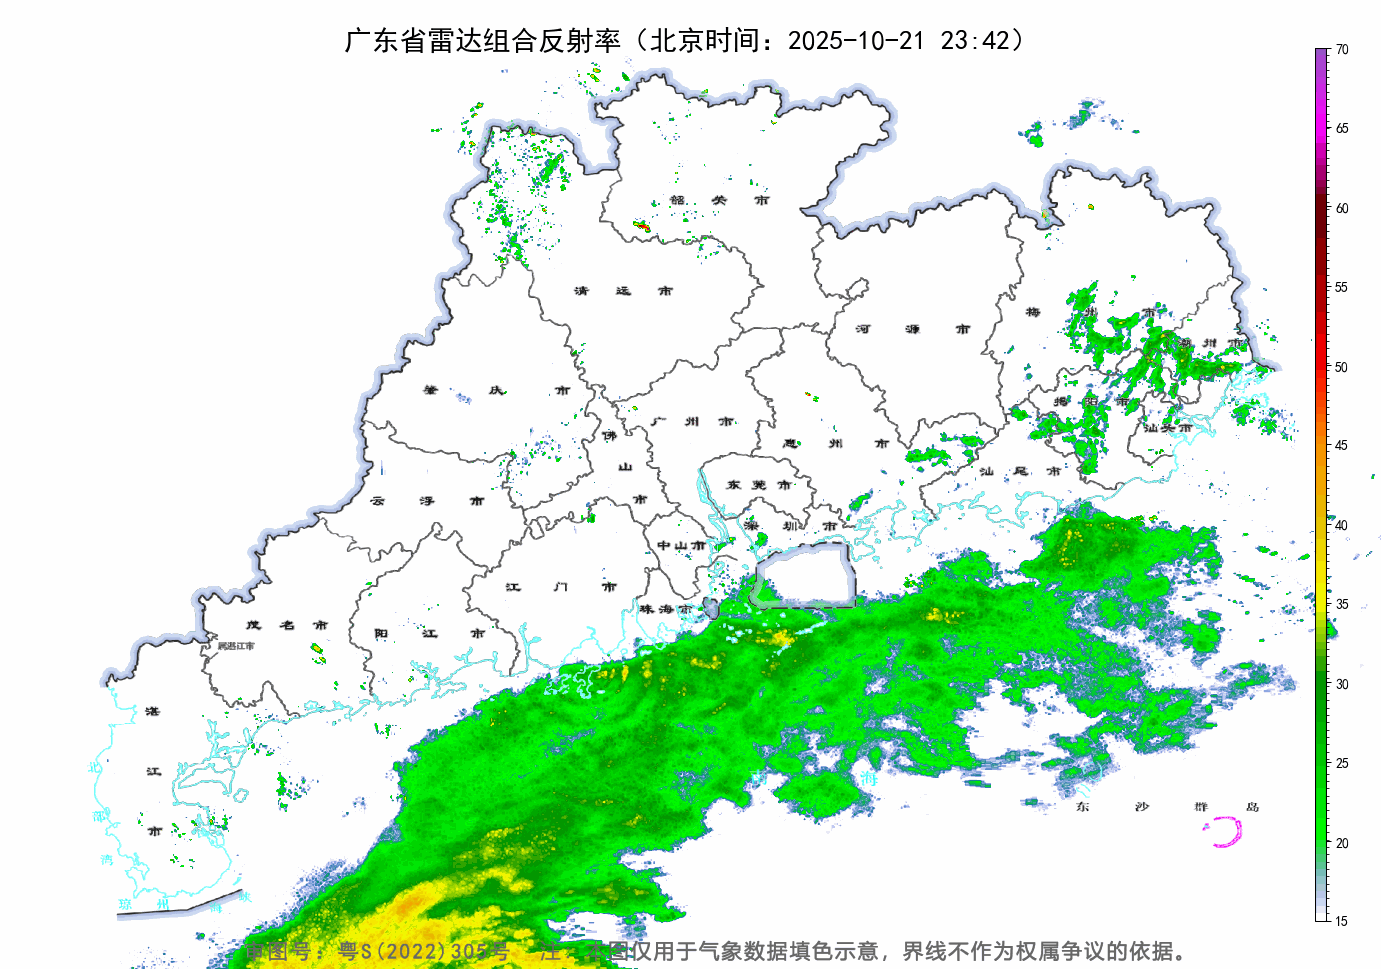 广东省雷达组合反射率（北京时间：2025-10-21 23:42）
70
65
60
55
50
45
40
35
30
25
20
15
韶关市
清远市
河源市
梅州市
潮州市
肇庆市
广州市
惠州市
揭阳市
汕头市
佛山市
东莞市
汕尾市
云浮市
深圳市
中山市
江门市
珠海市
茂名市
阳江市
属湛江市
湛江市
北部湾
琼州海峡
海
东沙群岛
审图号：粤S(2022)305号 注：本图仅用于气象数据填色示意，界线不作为权属争议的依据。